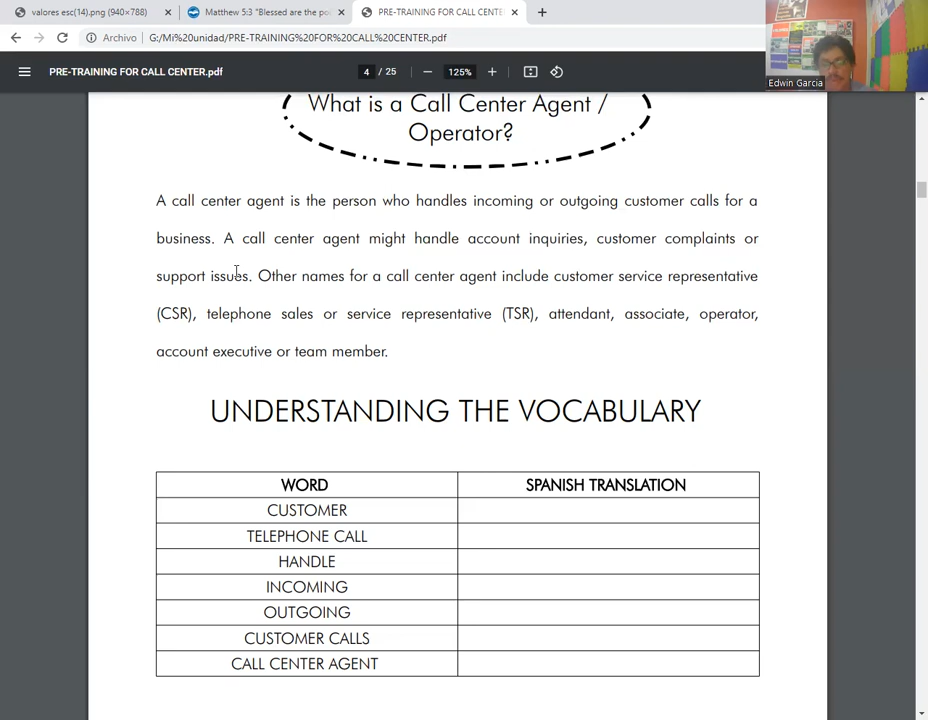 valores esc(14).png (940×788)
Matthew 5:3 "Blessed are the po
PRE-TRAINING FOR CALL CENTE
Archivo G:/Mi%20unidad/PRE-TRAINING%20FOR%20CALL%20CENTER.pdf
PRE-TRAINING FOR CALL CENTER.pdf
4 / 25
125%
Edwin Garcia
What is a Call Center Agent /
Operator?
A call center agent is the person who handles incoming or outgoing customer calls for a
business. A call center agent might handle account inquiries, customer complaints or
support issues. Other names for a call center agent include customer service representative
(CSR), telephone sales or service representative (TSR), attendant, associate, operator,
account executive or team member.
UNDERSTANDING THE VOCABULARY
WORD SPANISH TRANSLATION
CUSTOMER
TELEPHONE CALL
HANDLE
INCOMING
OUTGOING
CUSTOMER CALLS
CALL CENTER AGENT